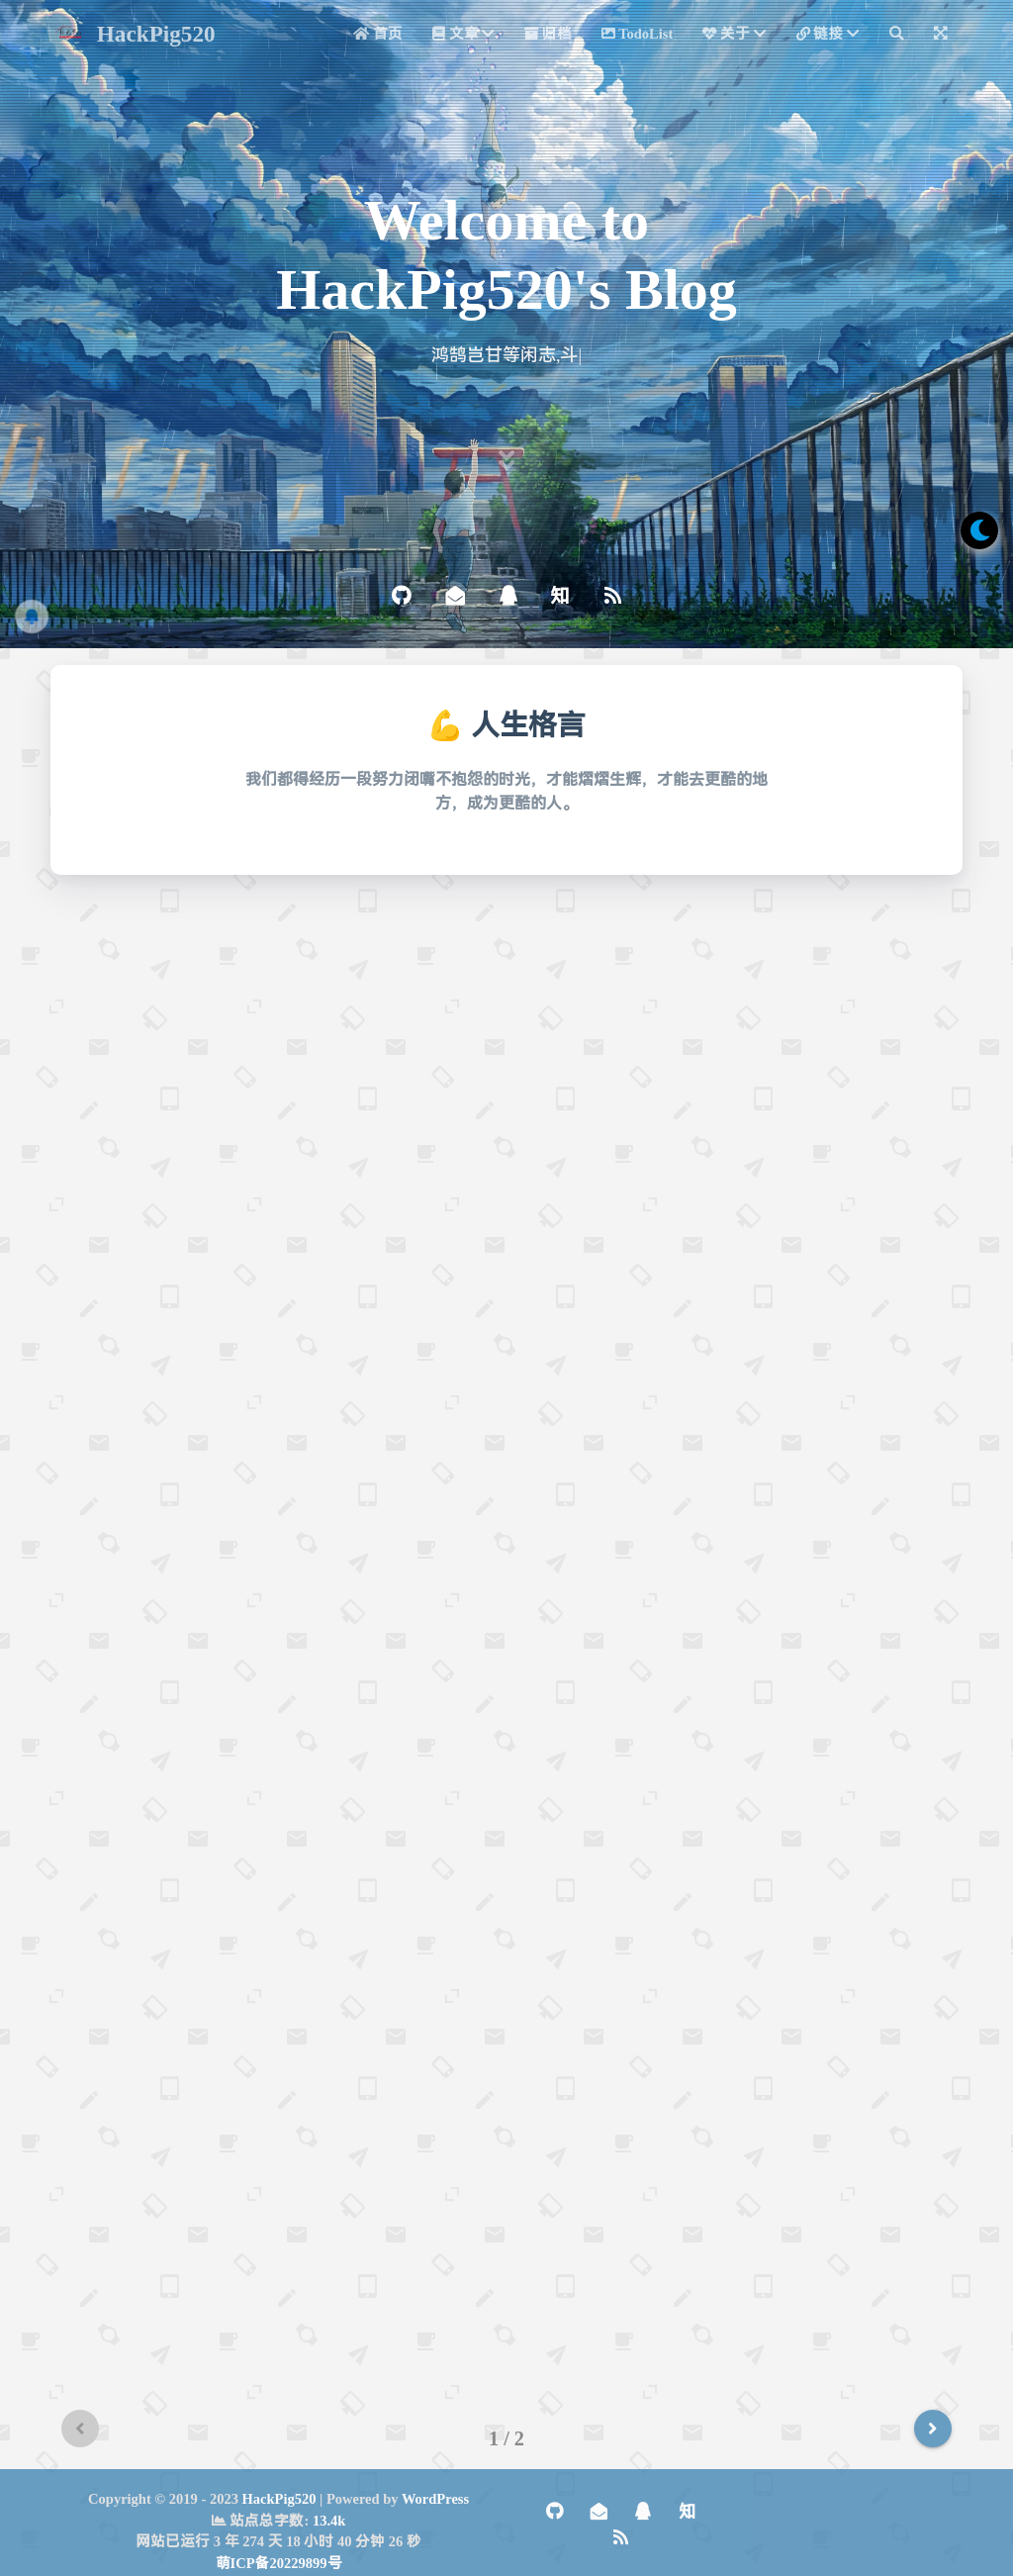 HackPig520
首页 文章 归档 TodoList 关于 链接
Welcome to
HackPig520's Blog
鸿鹄岂甘等闲志,斗|
知
💪 人生格言
我们都得经历一段努力闭嘴不抱怨的时光，才能熠熠生辉，才能去更酷的地
方，成为更酷的人。
1 / 2
Copyright © 2019 - 2023 HackPig520 | Powered by WordPress
站点总字数: 13.4k
网站已运行 3 年 274 天 18 小时 40 分钟 26 秒
萌ICP备20229899号
知